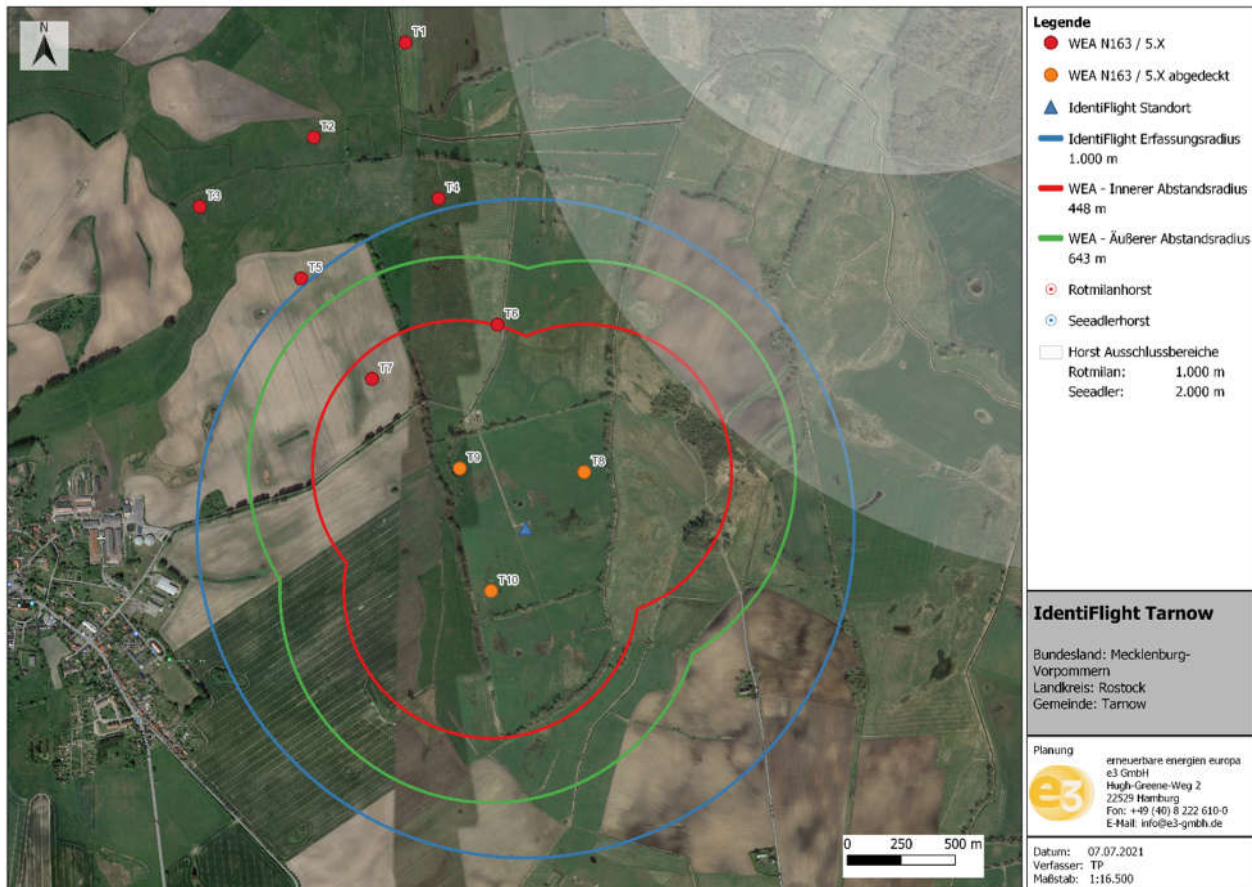 N
T1
T2
T3
T4
T5
T6
T7
T9
T8
T10
0 250 500 m
Legende
WEA N163 / 5.X
WEA N163 / 5.X abgedeckt
IdentiFlight Standort
IdentiFlight Erfassungsradius
1.000 m
WEA - Innerer Abstandsradius
448 m
WEA - Äußerer Abstandsradius
643 m
Rotmilanhorst
Seeadlerhorst
Horst Ausschlussbereiche
Rotmilan: 1.000 m
Seeadler: 2.000 m
IdentiFlight Tarnow
Bundesland: Mecklenburg-
Vorpommern
Landkreis: Rostock
Gemeinde: Tarnow
Planung
e3
erneuerbare energien europa
e3 GmbH
Hugh-Greene-Weg 2
22529 Hamburg
Fon: +49 (40) 8 222 610-0
E-Mail: info@e3-gmbh.de
Datum: 07.07.2021
Verfasser: TP
Maßstab: 1:16.500